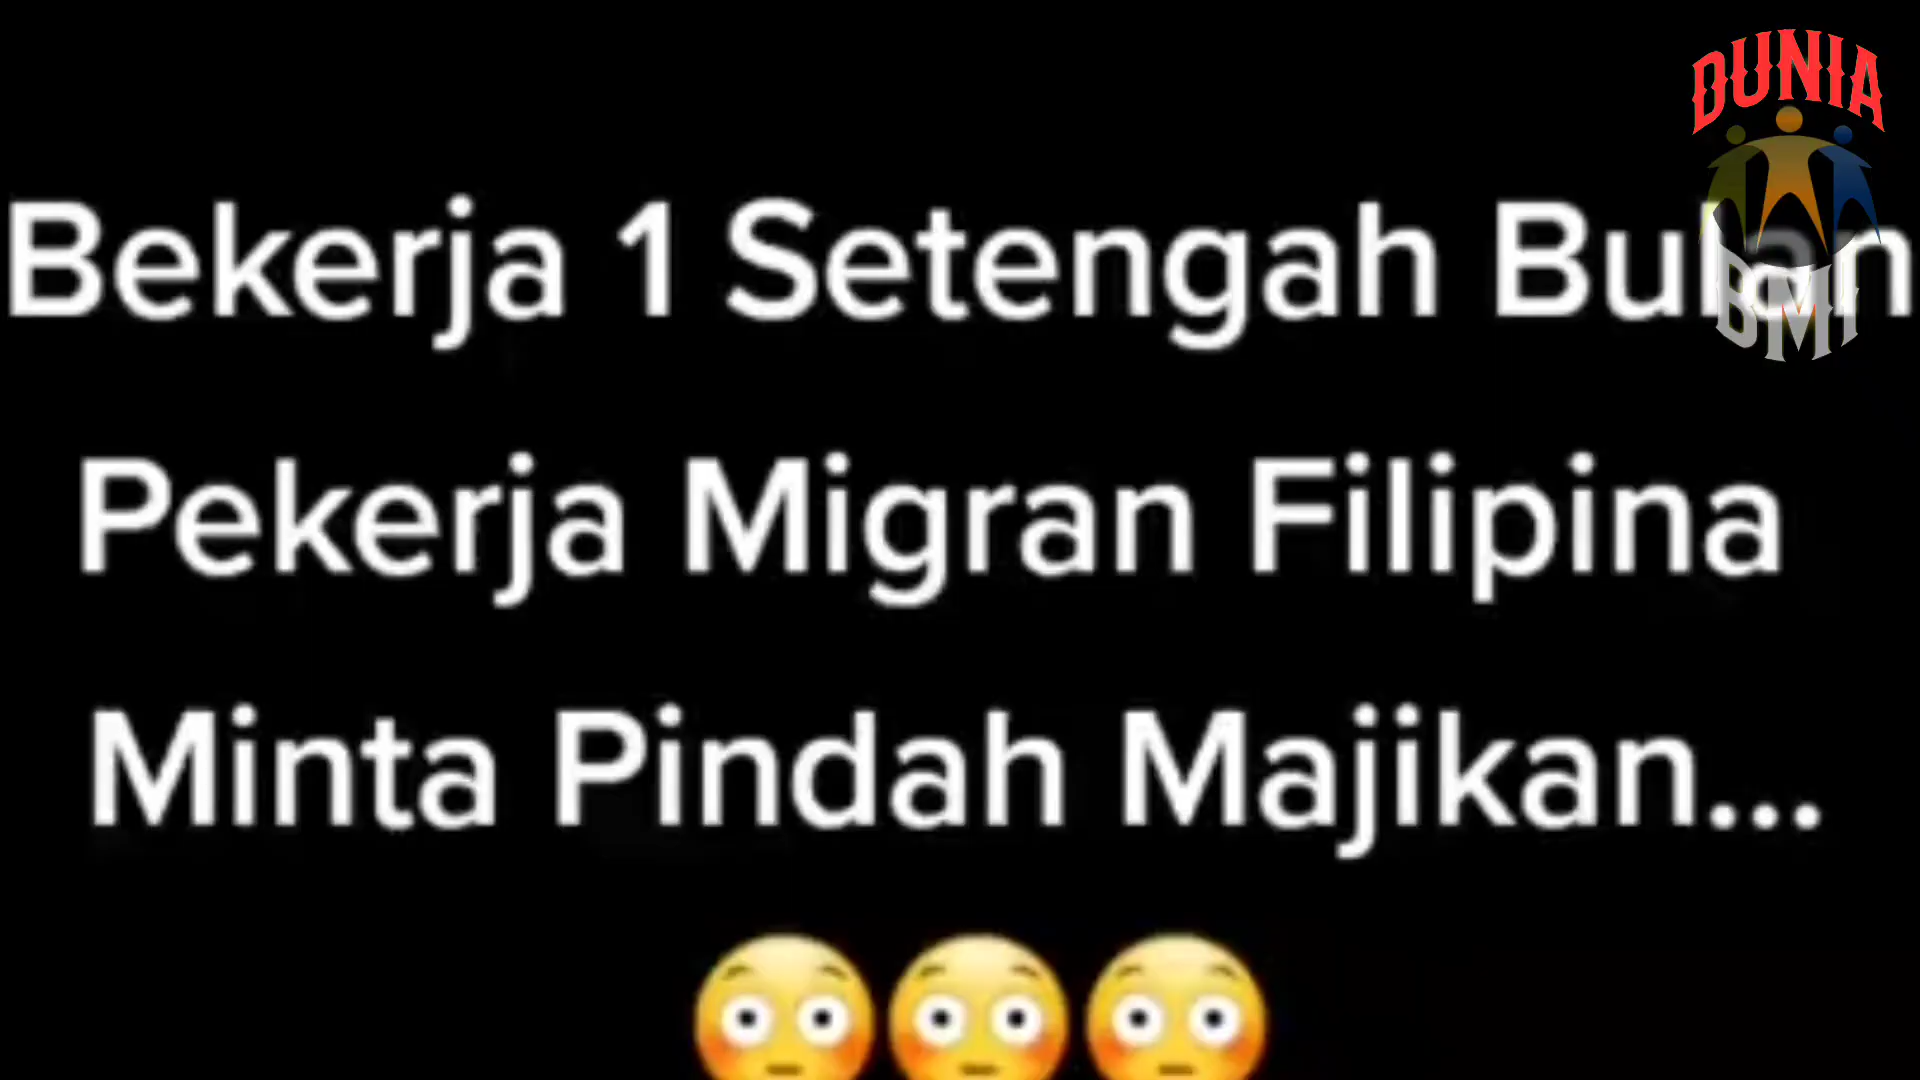 DUNIA
BMI
Bekerja 1 Setengah Bulan
Pekerja Migran Filipina
Minta Pindah Majikan...
😳😳😳